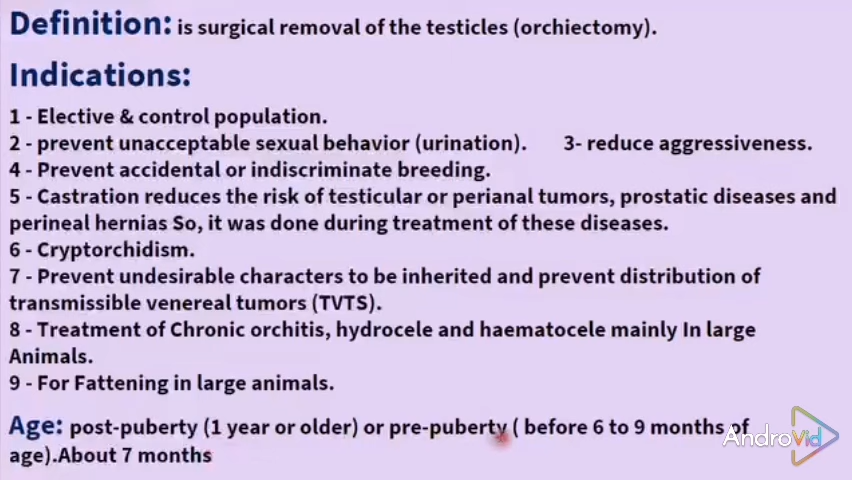 Definition: is surgical removal of the testicles (orchiectomy).
Indications:
1 - Elective & control population.
2 - prevent unacceptable sexual behavior (urination). 3- reduce aggressiveness.
4 - Prevent accidental or indiscriminate breeding.
5 - Castration reduces the risk of testicular or perianal tumors, prostatic diseases and
perineal hernias So, it was done during treatment of these diseases.
6 - Cryptorchidism.
7 - Prevent undesirable characters to be inherited and prevent distribution of
transmissible venereal tumors (TVTS).
8 - Treatment of Chronic orchitis, hydrocele and haematocele mainly In large
Animals.
9 - For Fattening in large animals.
Age: post-puberty (1 year or older) or pre-puberty ( before 6 to 9 months of
age).About 7 months
AndroVid